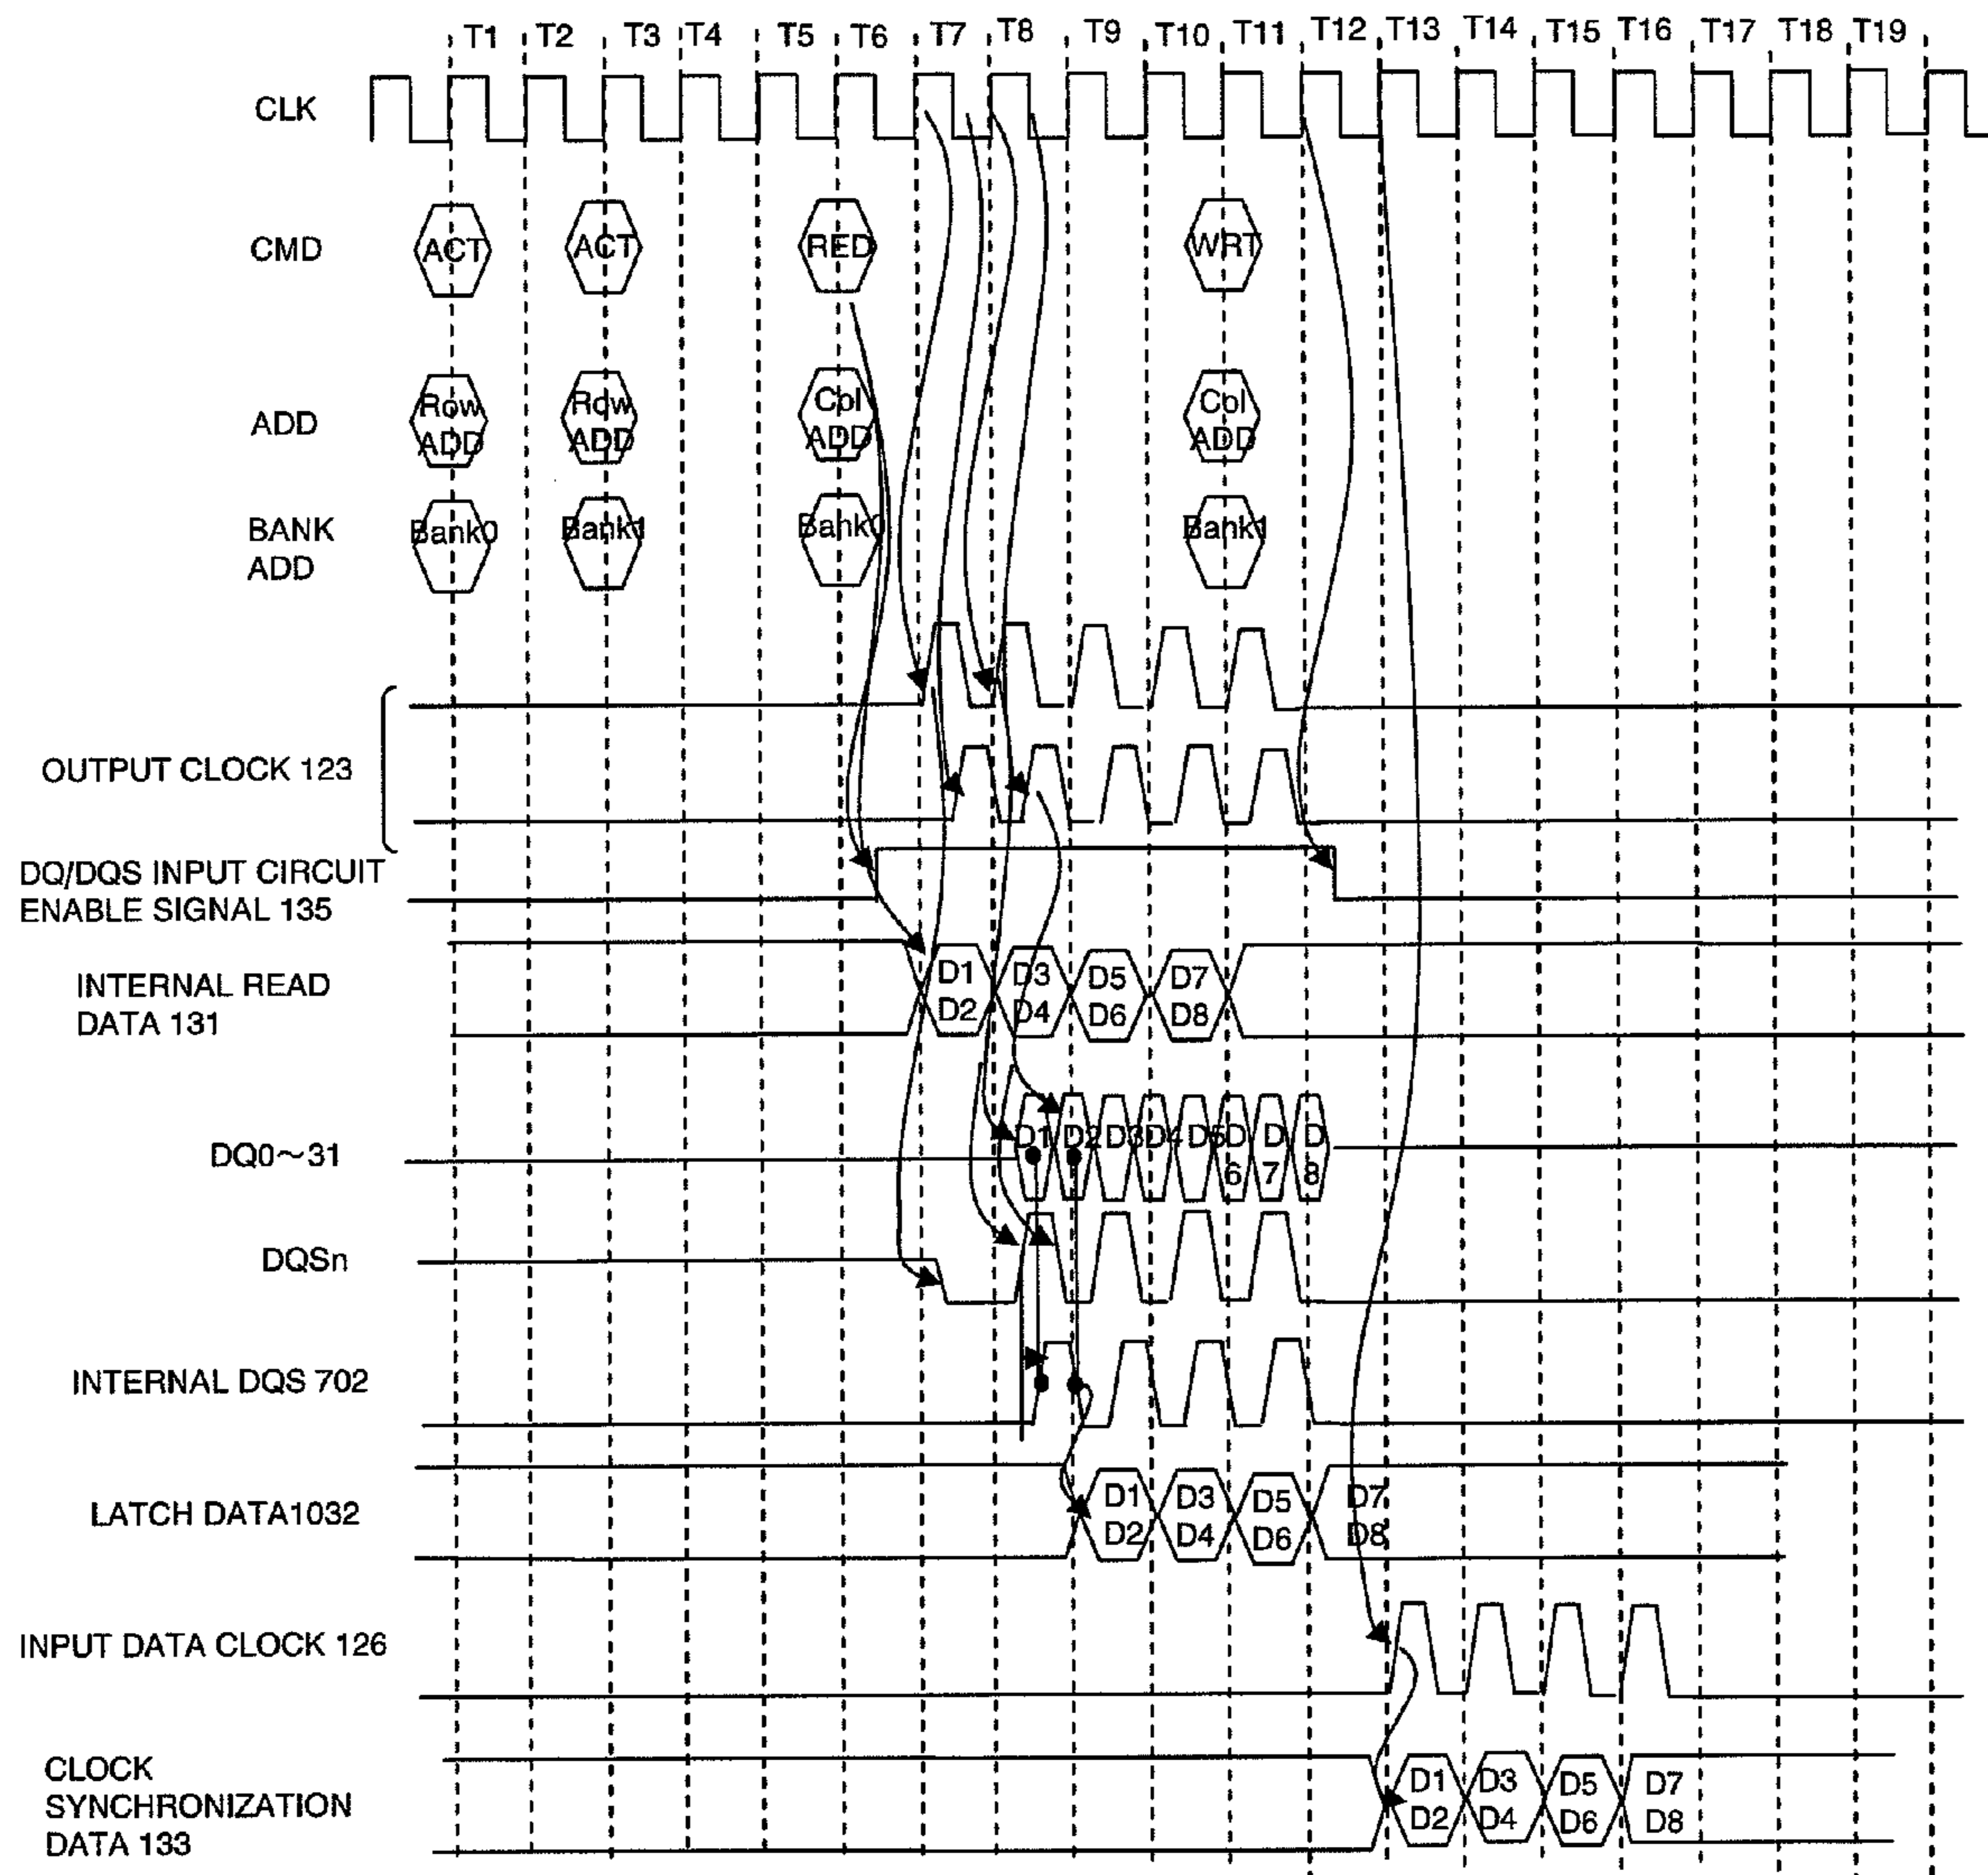 T1 T2 T3 T4 T5 T6 T7 T8 T9 T10 T11 T12 T13 T14 T15 T16 T17 T18 T19
CLK
CMD ACT ACT RED WRT
Row Row Col Col
ADD ADD ADD ADD ADD
BANK Bank0 Bank1 Bank0 Bank1
ADD
OUTPUT CLOCK 123
DQ/DQS INPUT CIRCUIT
ENABLE SIGNAL 135
INTERNAL READ D1 D3 D5 D7
DATA 131 D2 D4 D6 D8
DQ0~31 D1 D2 D3 D4 D5 D D D
6 7 8
DQSn
INTERNAL DQS 702
LATCH DATA1032 D1 D3 D5 D7
D2 D4 D6 D8
INPUT DATA CLOCK 126
CLOCK
SYNCHRONIZATION D1 D3 D5 D7
DATA 133 D2 D4 D6 D8